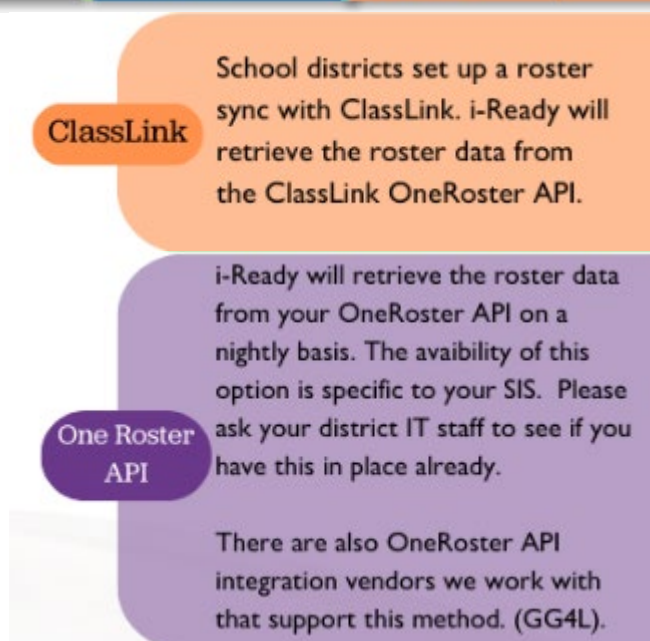 ClassLink
School districts set up a roster
sync with ClassLink. i-Ready will
retrieve the roster data from
the ClassLink OneRoster API.
One Roster
API
i-Ready will retrieve the roster data
from your OneRoster API on a
nightly basis. The avaibility of this
option is specific to your SIS.  Please
ask your district IT staff to see if you
have this in place already.
There are also OneRoster API
integration vendors we work with
that support this method. (GG4L).